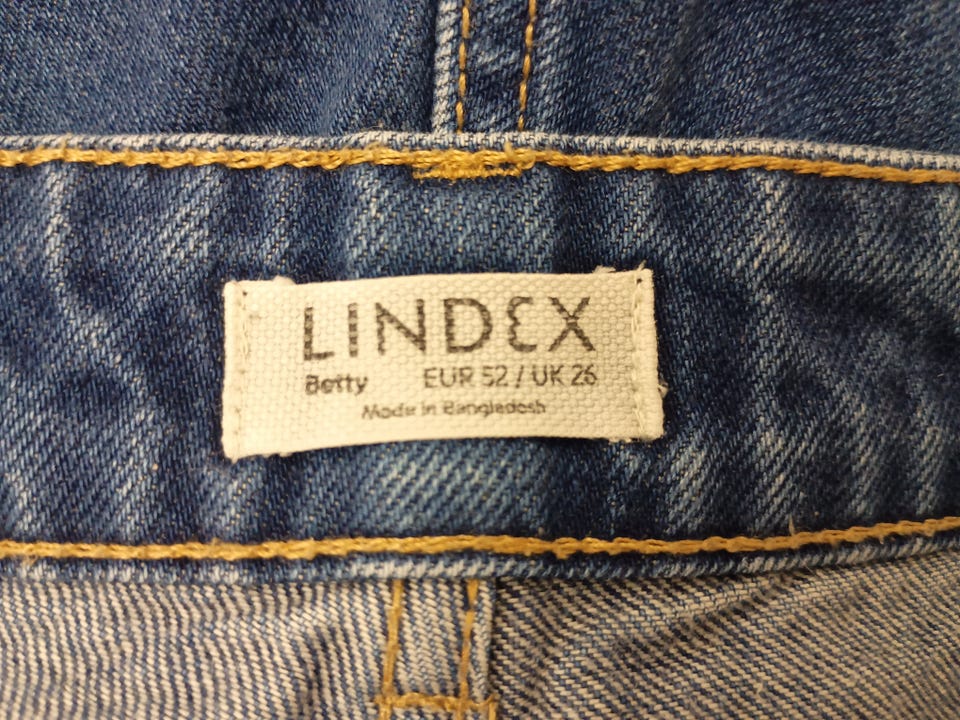 LINDEX
Betty EUR 52 / UK 26
Made in Bangladesh